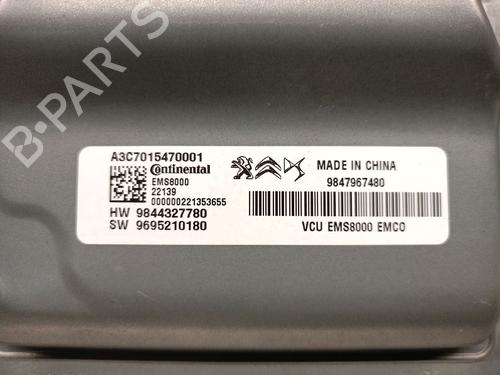 B-PARTS
A3C7015470001
Continental
EMS8000
22139
000000221353655
HW 9844327780
SW 9695210180
MADE IN CHINA
9847967480
VCU EMS8000 EMCO